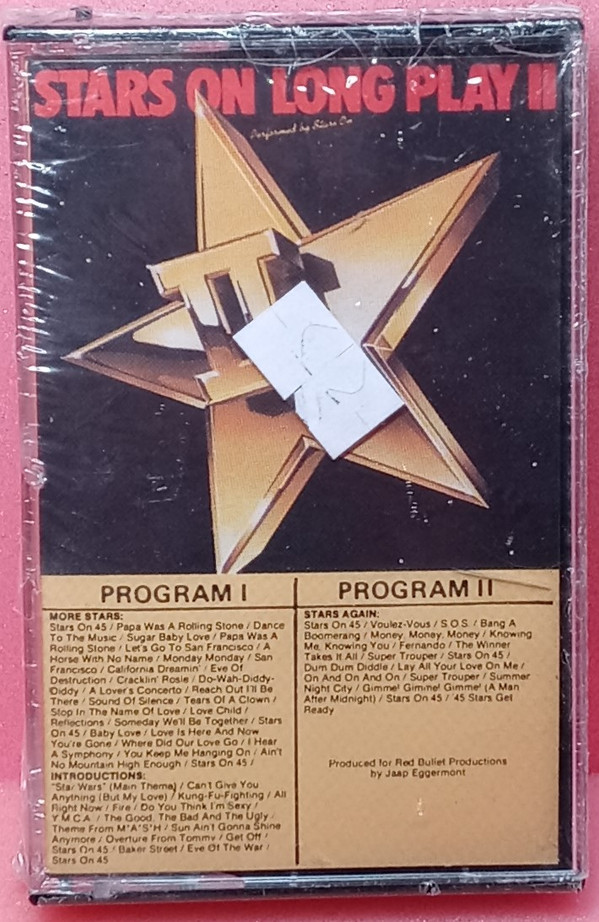 STARS ON LONG PLAY II
Performed by Stars On
II
PROGRAM I
MORE STARS:
Stars On 45 / Papa Was A Rolling Stone / Dance
To The Music / Sugar Baby Love / Papa Was A
Rolling Stone / Let's Go To San Francisco / A
Horse With No Name / Monday Monday / San
Francisco / California Dreamin' / Eve Of
Destruction / Cracklin' Rosie / Do-Wah-Diddy-
Diddy / A Lover's Concerto / Reach Out I'll Be
There / Sound Of Silence / Tears Of A Clown /
Stop In The Name Of Love / Love Child /
Reflections / Someday We'll Be Together / Stars
On 45 / Baby Love / Love Is Here And Now
You're Gone / Where Did Our Love Go / I Hear
A Symphony / You Keep Me Hanging On / Ain't
No Mountain High Enough / Stars On 45 /
INTRODUCTIONS:
"Star Wars" (Main Theme) / Can't Give You
Anything (But My Love) / Kung-Fu-Fighting / All
Right Now / Fire / Do You Think I'm Sexy /
Y.M.C.A. / The Good, The Bad And The Ugly /
Theme From M*A*S*H / Sun Ain't Gonna Shine
Anymore / Overture From Tommy / Get Off /
Stars On 45 / Baker Street / Eve Of The War /
Stars On 45
PROGRAM II
STARS AGAIN:
Stars On 45 / Voulez-Vous / S.O.S. / Bang A
Boomerang / Money, Money, Money / Knowing
Me, Knowing You / Fernando / The Winner
Takes It All / Super Trouper / Stars On 45 /
Dum Dum Diddle / Lay All Your Love On Me /
On And On And On / Super Trouper / Summer
Night City / Gimme! Gimme! Gimme! (A Man
After Midnight) / Stars On 45 / '45 Stars Get
Ready
Produced for Red Bullet Productions
by Jaap Eggermont